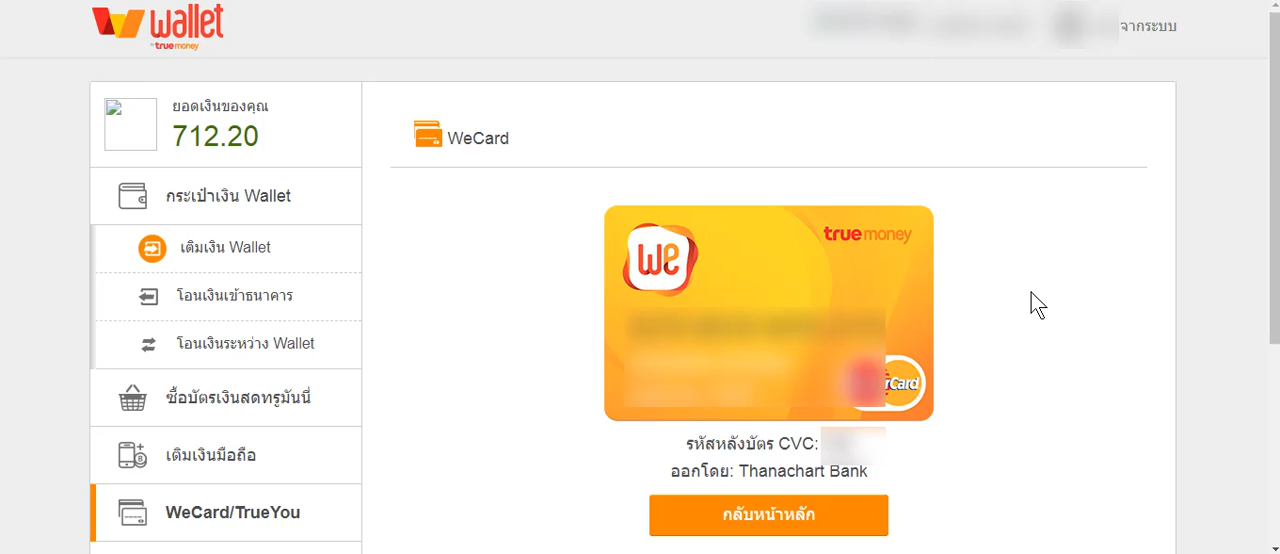 wallet
by truemoney
จากระบบ
ยอดเงินของคุณ
712.20
กระเป๋าเงิน Wallet
เติมเงิน Wallet
โอนเงินเข้าธนาคาร
โอนเงินระหว่าง Wallet
ซื้อบัตรเงินสดทรูมันนี่
เติมเงินมือถือ
WeCard/TrueYou
WeCard
we
truemoney
รหัสหลังบัตร CVC:
ออกโดย: Thanachart Bank
กลับหน้าหลัก